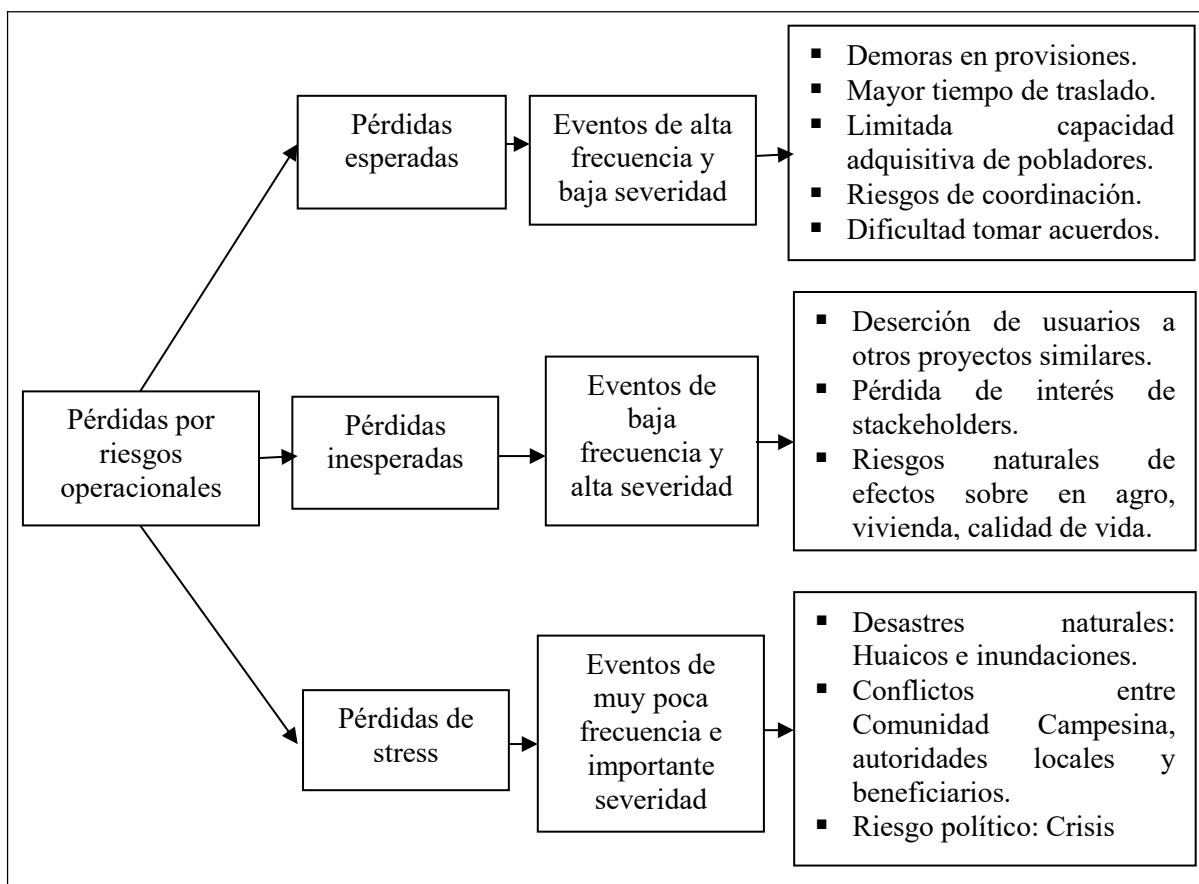 Pérdidas por
riesgos
operacionales
Pérdidas
esperadas
Eventos de alta
frecuencia y
baja severidad
▪ Demoras en provisiones.
▪ Mayor tiempo de traslado.
▪ Limitada capacidad
adquisitiva de pobladores.
▪ Riesgos de coordinación.
▪ Dificultad tomar acuerdos.
Pérdidas
inesperadas
Eventos de
baja
frecuencia y
alta severidad
▪ Deserción de usuarios a
otros proyectos similares.
▪ Pérdida de interés de
stackeholders.
▪ Riesgos naturales de
efectos sobre en agro,
vivienda, calidad de vida.
Pérdidas de
stress
Eventos de
muy poca
frecuencia e
importante
severidad
▪ Desastres naturales:
Huaicos e inundaciones.
▪ Conflictos entre
Comunidad Campesina,
autoridades locales y
beneficiarios.
▪ Riesgo político: Crisis